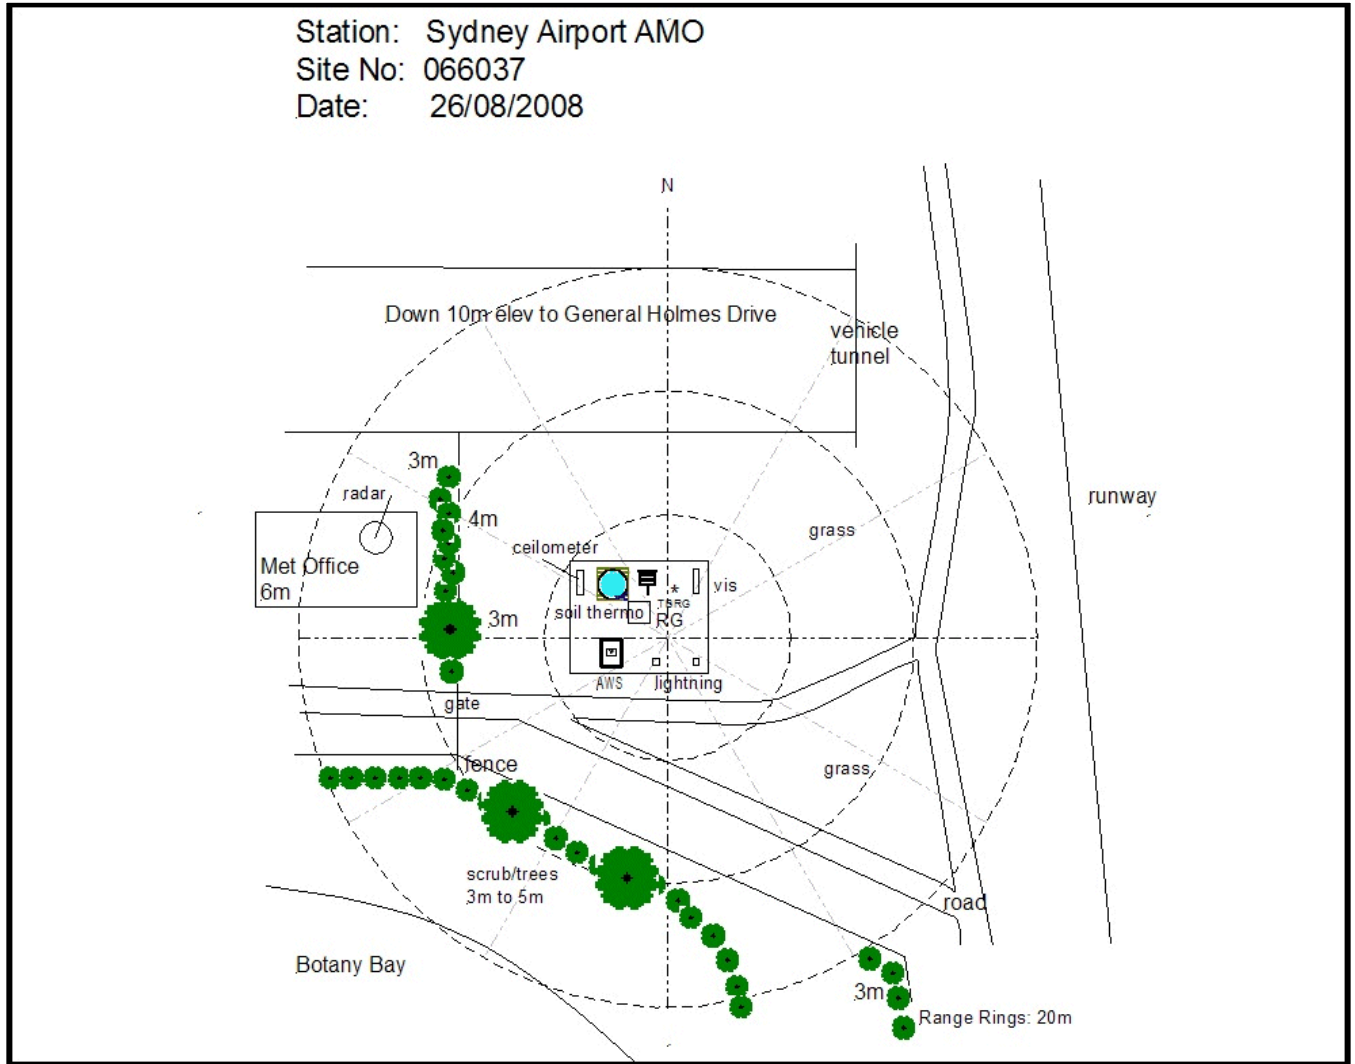 Station: Sydney Airport AMO
Site No: 066037
Date: 26/08/2008
N
Down 10m elev to General Holmes Drive
vehicle
tunnel
3m
radar
4m
runway
grass
ceilometer
Met Office
6m
vis
soil thermo
TBRG
RG
3m
AWS
lightning
gate
fence
grass
scrub/trees
3m to 5m
road
Botany Bay
3m
Range Rings: 20m